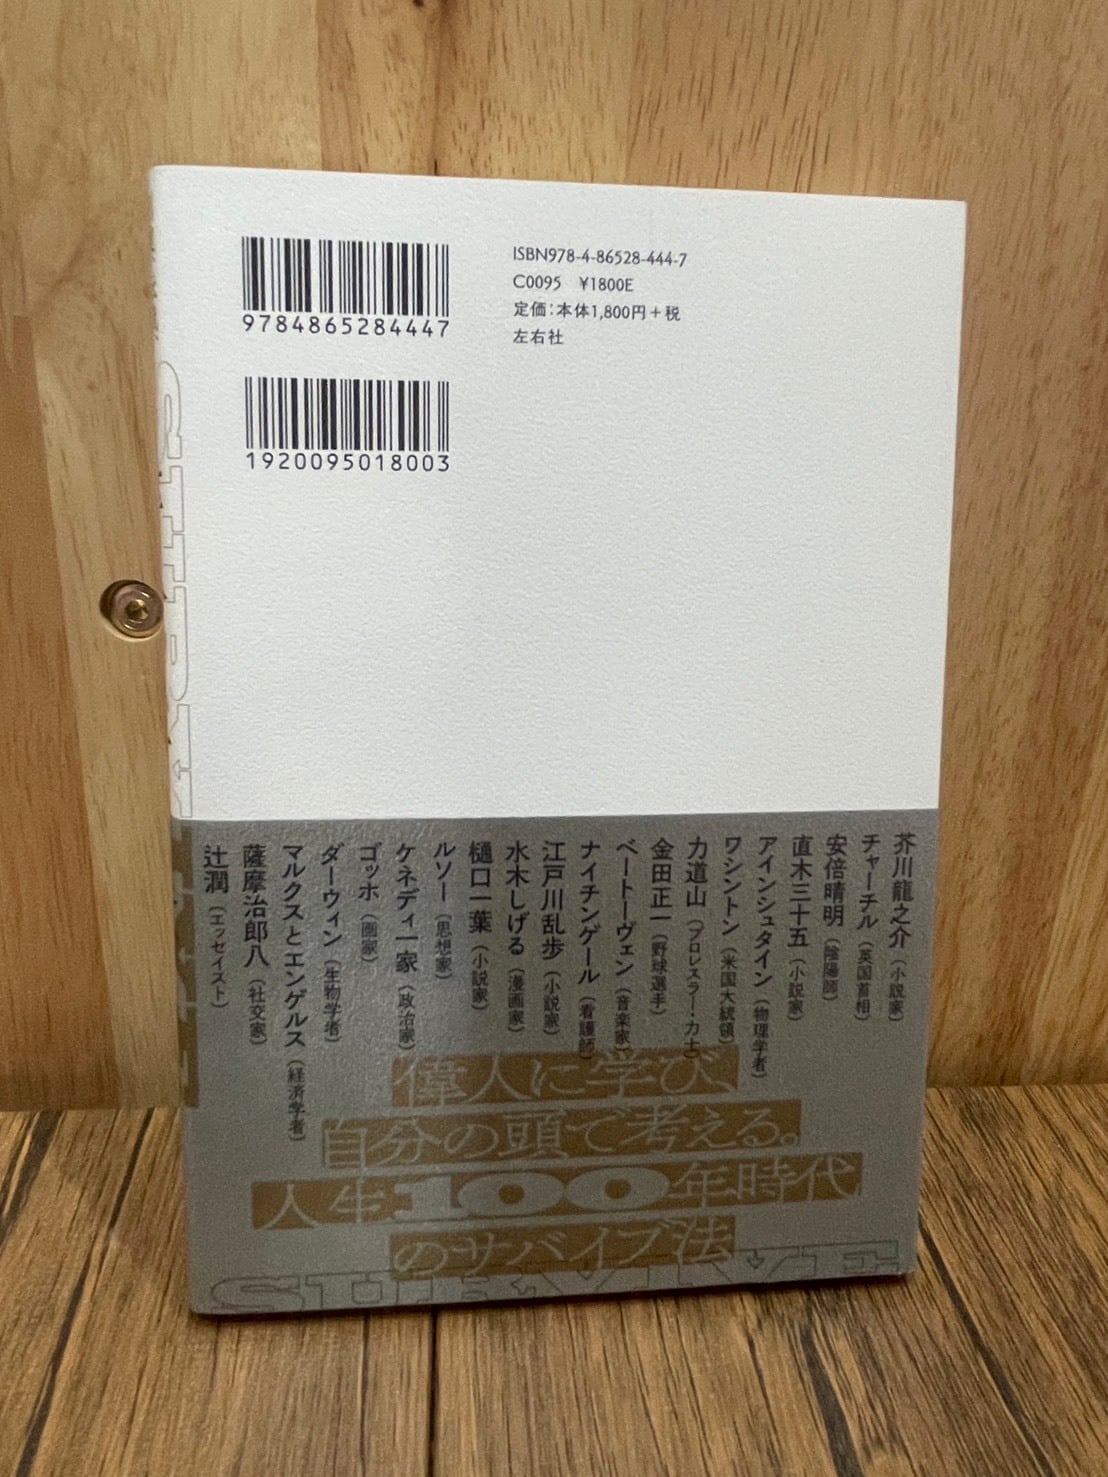 9784865284447
1920095018003
ISBN978-4-86528-444-7
C0095 ¥1800E
定価：本体1,800円＋税
左右社
芥川龍之介（小説家）
チャーチル（英国首相）
安倍晴明（陰陽師）
直木三十五（小説家）
アインシュタイン（物理学者）
ワシントン（米国大統領）
力道山（プロレスラー・力士）
金田正一（野球選手）
ベートーヴェン（音楽家）
ナイチンゲール（看護師）
江戸川乱歩（小説家）
水木しげる（漫画家）
樋口一葉（小説家）
ルソー（思想家）
ケネディ一家（政治家）
ゴッホ（画家）
ダーウィン（生物学者）
マルクスとエンゲルス（経済学者）
薩摩治郎八（社交家）
辻潤（エッセイスト）
偉人に学び、
自分の頭で考える。
人生100年時代
のサバイブ法